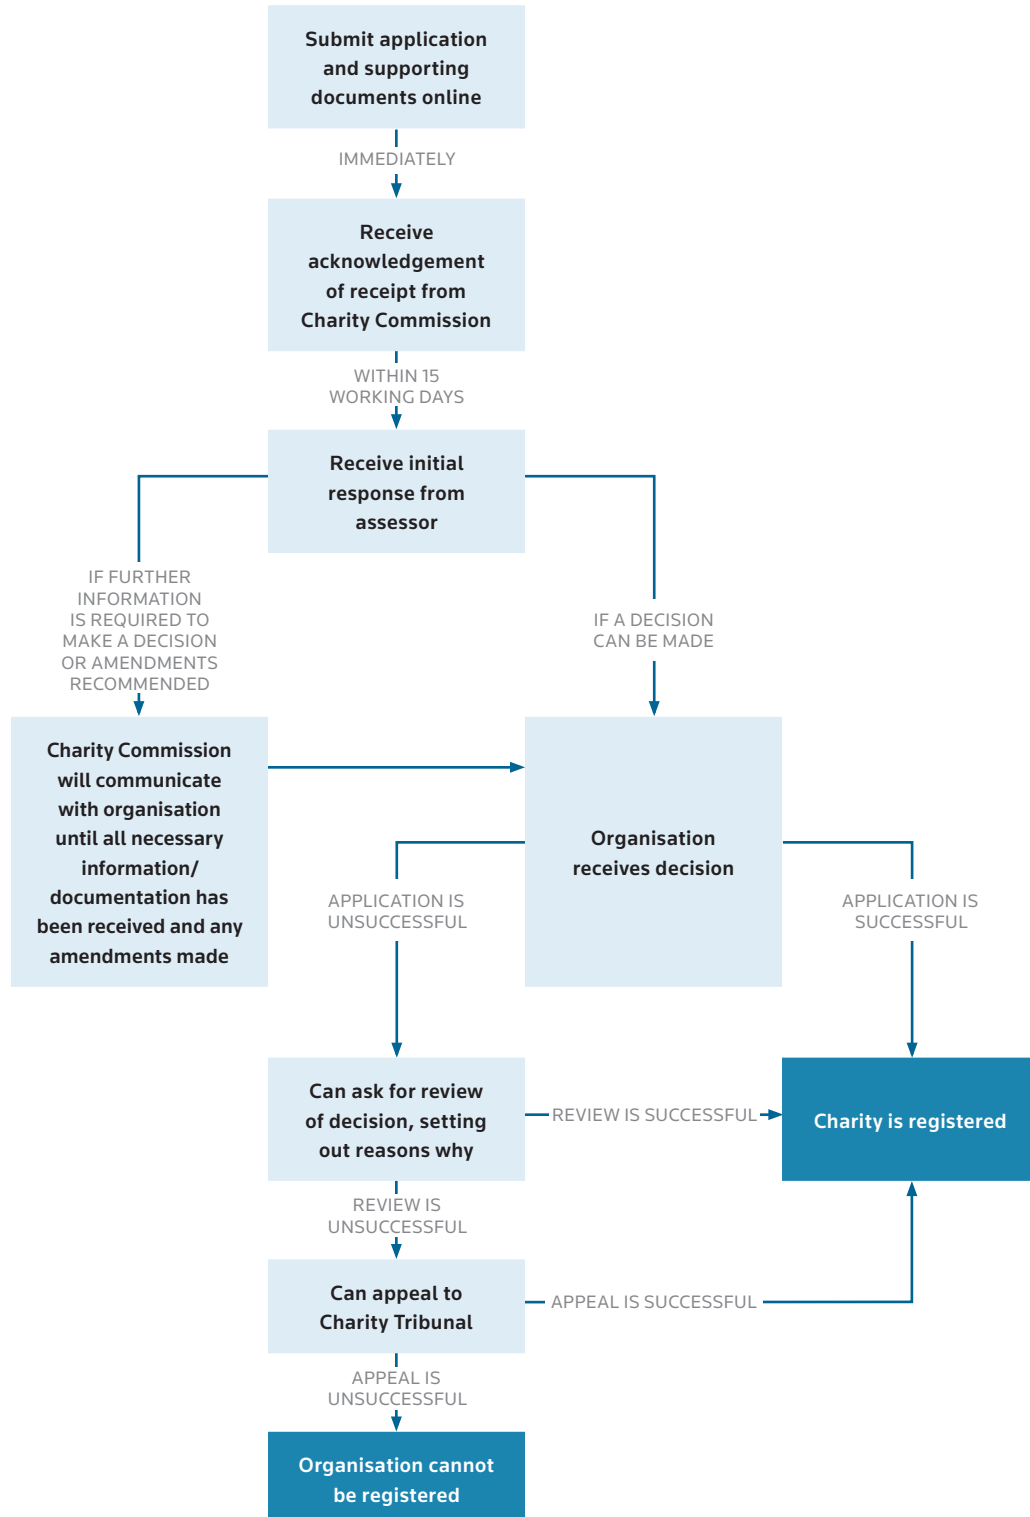 Submit application
and supporting
documents online
IMMEDIATELY
Receive
acknowledgement
of receipt from
Charity Commission
WITHIN 15
WORKING DAYS
Receive initial
response from
assessor
IF FURTHER
INFORMATION
IS REQUIRED TO
MAKE A DECISION
OR AMENDMENTS
RECOMMENDED
IF A DECISION
CAN BE MADE
Charity Commission
will communicate
with organisation
until all necessary
information/
documentation has
been received and any
amendments made
Organisation
receives decision
APPLICATION IS
UNSUCCESSFUL
APPLICATION IS
SUCCESSFUL
Can ask for review
of decision, setting
out reasons why
REVIEW IS SUCCESSFUL
Charity is registered
REVIEW IS
UNSUCCESSFUL
Can appeal to
Charity Tribunal
APPEAL IS SUCCESSFUL
APPEAL IS
UNSUCCESSFUL
Organisation cannot
be registered